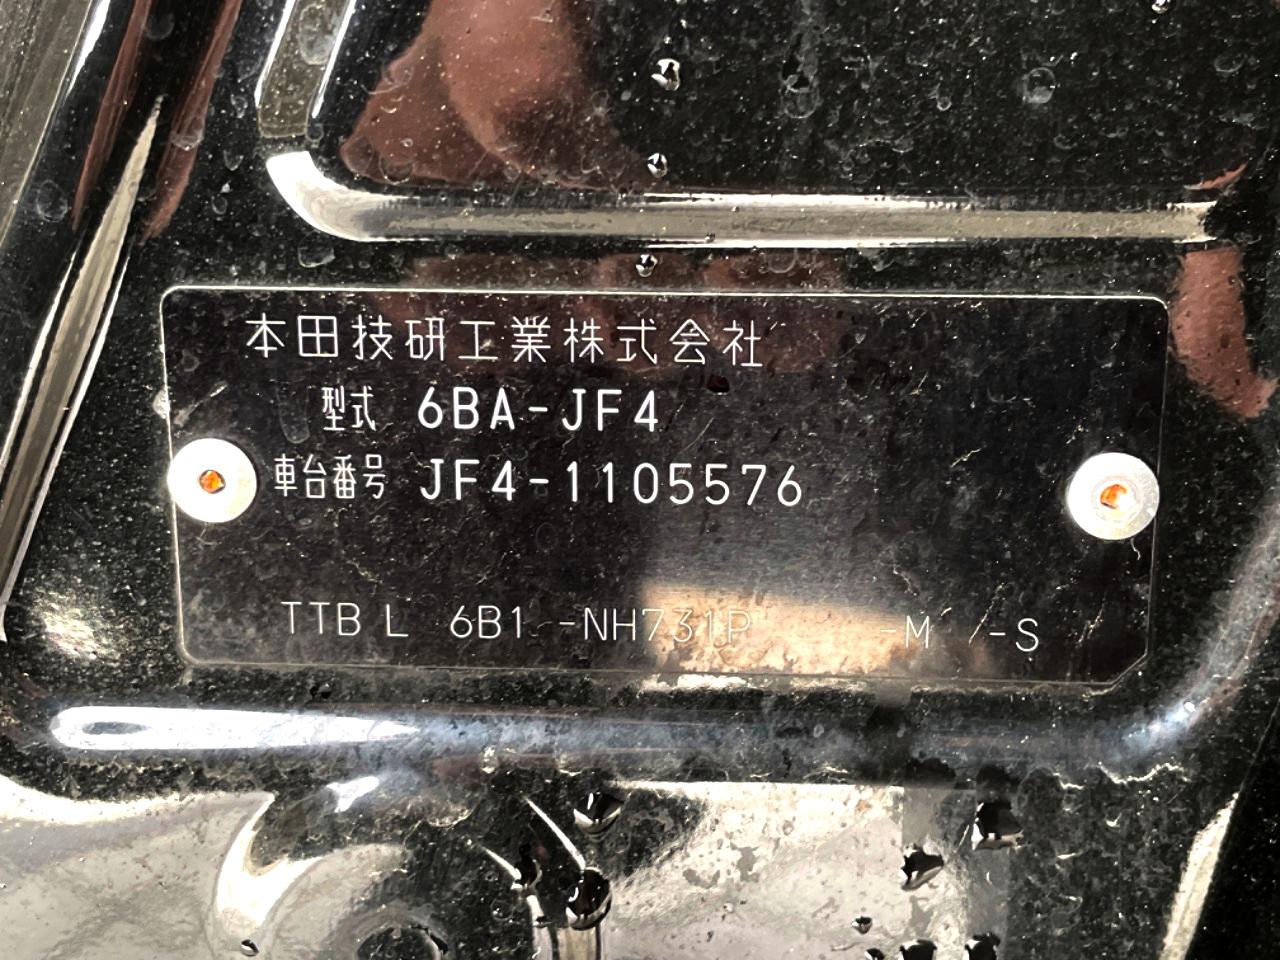 本田技研工業株式会社
型式 6BA-JF4
車台番号 JF4-1105576
TTB L 6B1 -NH731P -M /-S